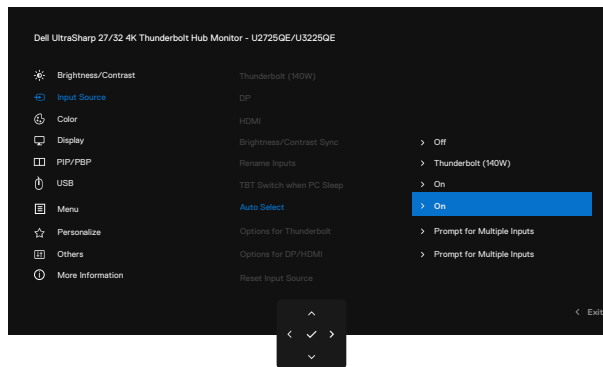 Dell UltraSharp 27/32 4K Thunderbolt Hub Monitor - U2725QE/U3225QE
Brightness/Contrast
Thunderbolt (140W)
Input Source
DP
Color
HDMI
Display
Brightness/Contrast Sync
> Off
PIP/PBP
Rename Inputs
> Thunderbolt (140W)
USB
TBT Switch when PC Sleep
> On
Menu
Auto Select
> On
Personalize
Options for Thunderbolt
> Prompt for Multiple Inputs
Others
Options for DP/HDMI
> Prompt for Multiple Inputs
More Information
Reset Input Source
< Exit